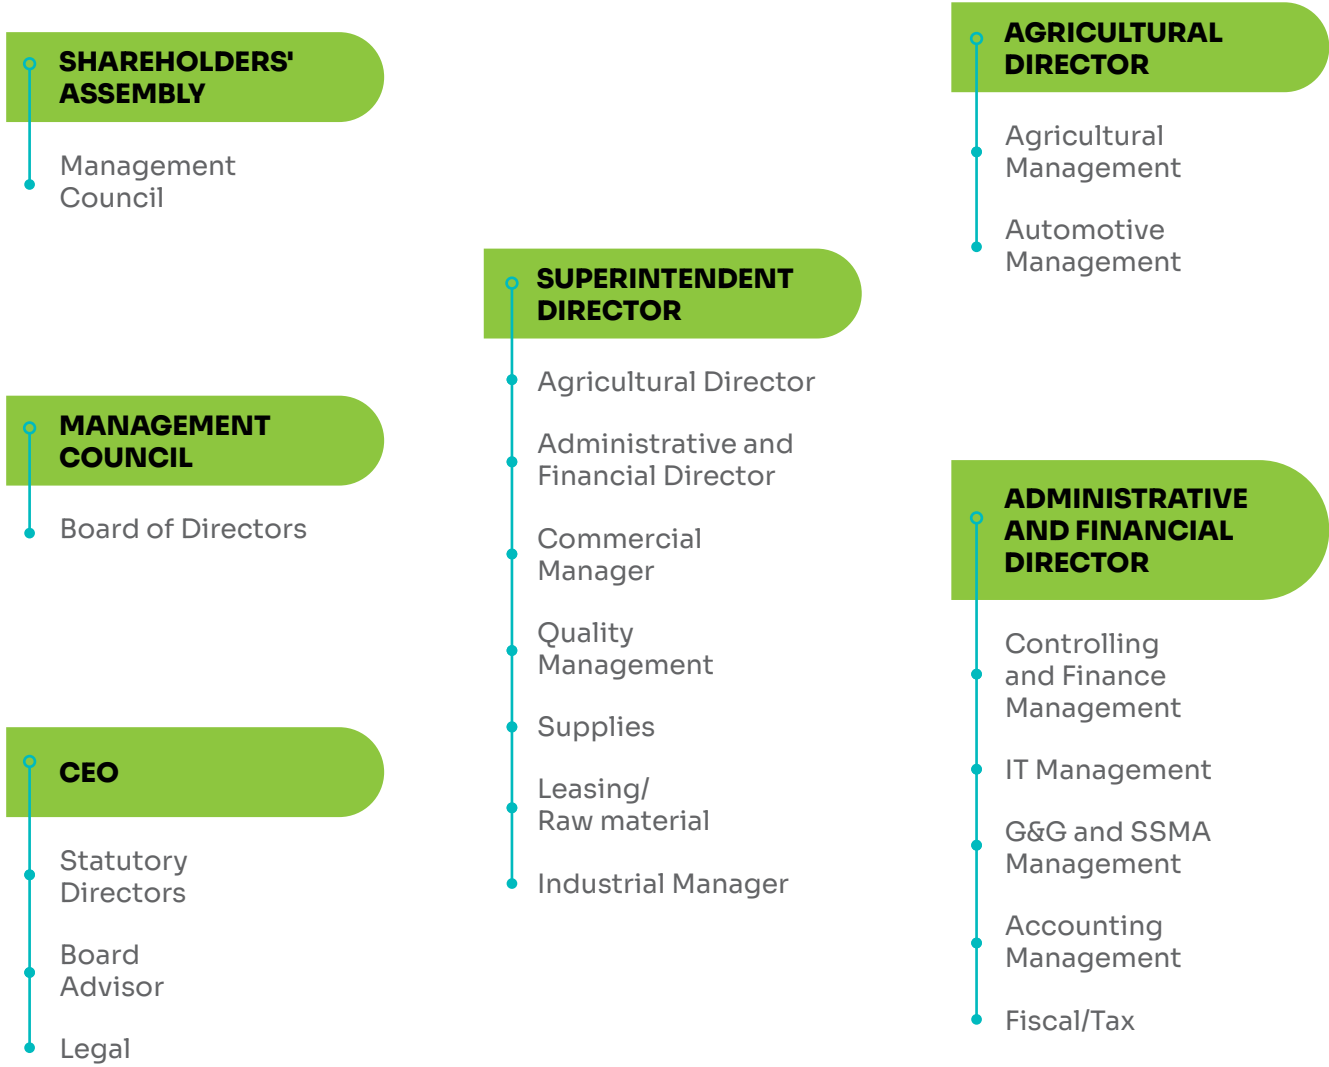 SHAREHOLDERS'
ASSEMBLY
Management
Council
MANAGEMENT
COUNCIL
Board of Directors
CEO
Statutory
Directors
Board
Advisor
Legal
SUPERINTENDENT
DIRECTOR
Agricultural Director
Administrative and
Financial Director
Commercial
Manager
Quality
Management
Supplies
Leasing/
Raw material
Industrial Manager
AGRICULTURAL
DIRECTOR
Agricultural
Management
Automotive
Management
ADMINISTRATIVE
AND FINANCIAL
DIRECTOR
Controlling
and Finance
Management
IT Management
G&G and SSMA
Management
Accounting
Management
Fiscal/Tax